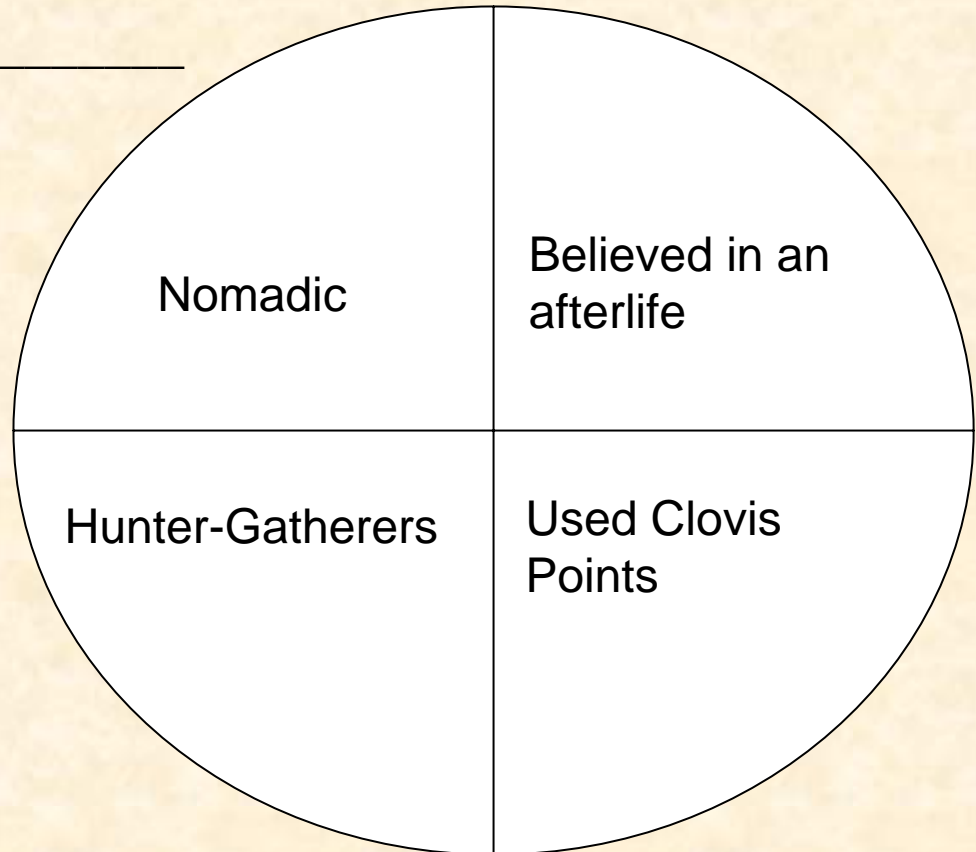 Nomadic
Believed in an
afterlife
Hunter-Gatherers
Used Clovis
Points